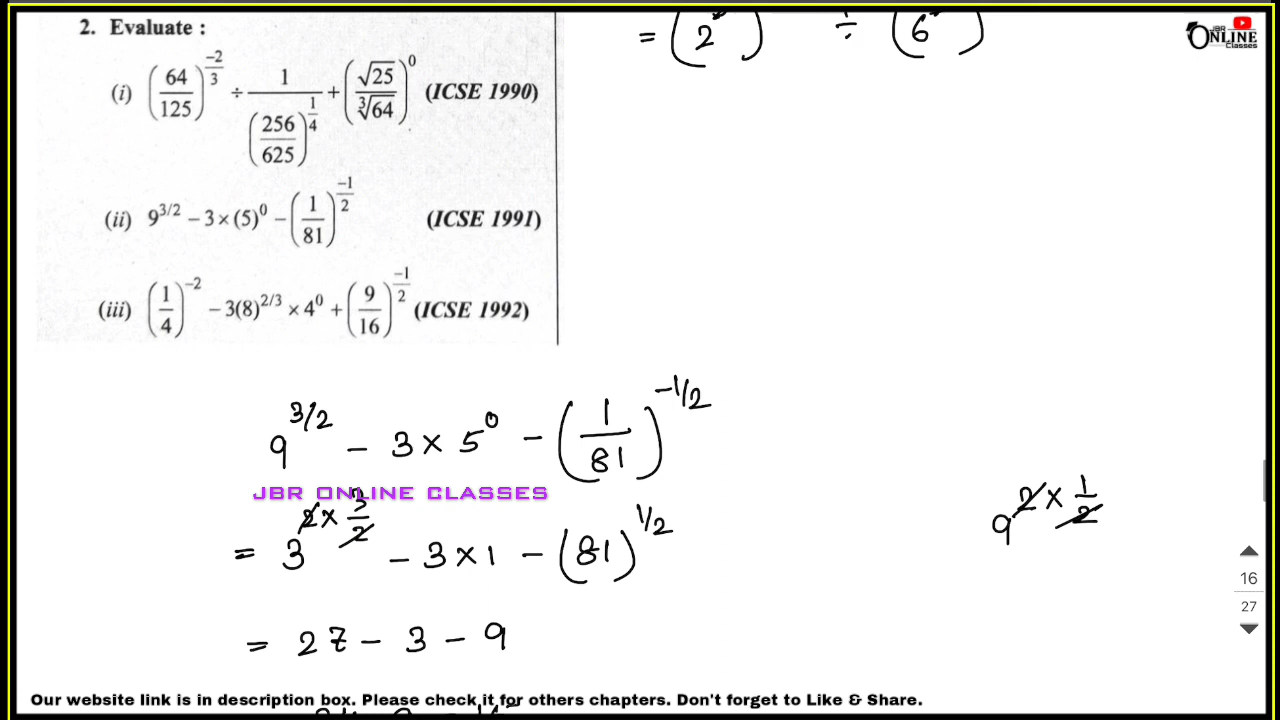 2. Evaluate :
(i) (64/125)^(-2/3) ÷ 1/(256/625)^(1/4) + (√25/∛64)^0 (ICSE 1990)
(ii) 9^(3/2) – 3 × (5)^0 – (1/81)^(-1/2) (ICSE 1991)
(iii) (1/4)^(-2) – 3(8)^(2/3) × 4^0 + (9/16)^(-1/2) (ICSE 1992)
JBR
ONLINE
Classes
9^(3/2) – 3 × 5^0 – (1/81)^(-1/2)
JBR ONLINE CLASSES
= 3^(2 × 3/2) – 3 × 1 – (81)^(1/2)
9^(2 × 1/2)
= 27 – 3 – 9
16
27
Our website link is in description box. Please check it for others chapters. Don't forget to Like & Share.